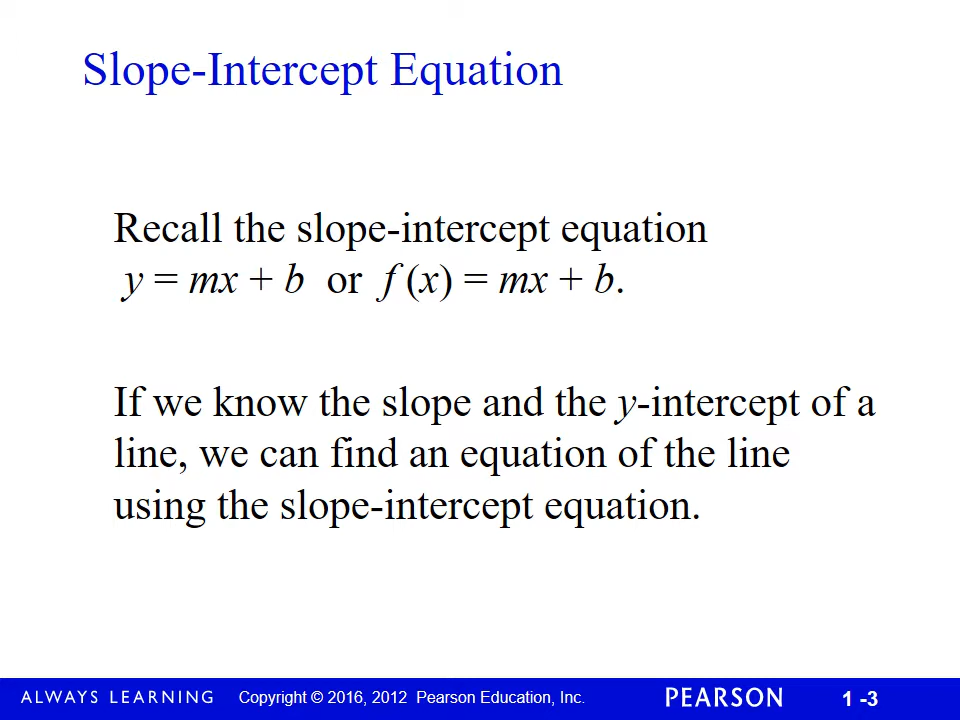 Slope-Intercept Equation
Recall the slope-intercept equation
y = mx + b or f (x) = mx + b.
If we know the slope and the y-intercept of a
line, we can find an equation of the line
using the slope-intercept equation.
ALWAYS LEARNING Copyright © 2016, 2012 Pearson Education, Inc. PEARSON 1 -3